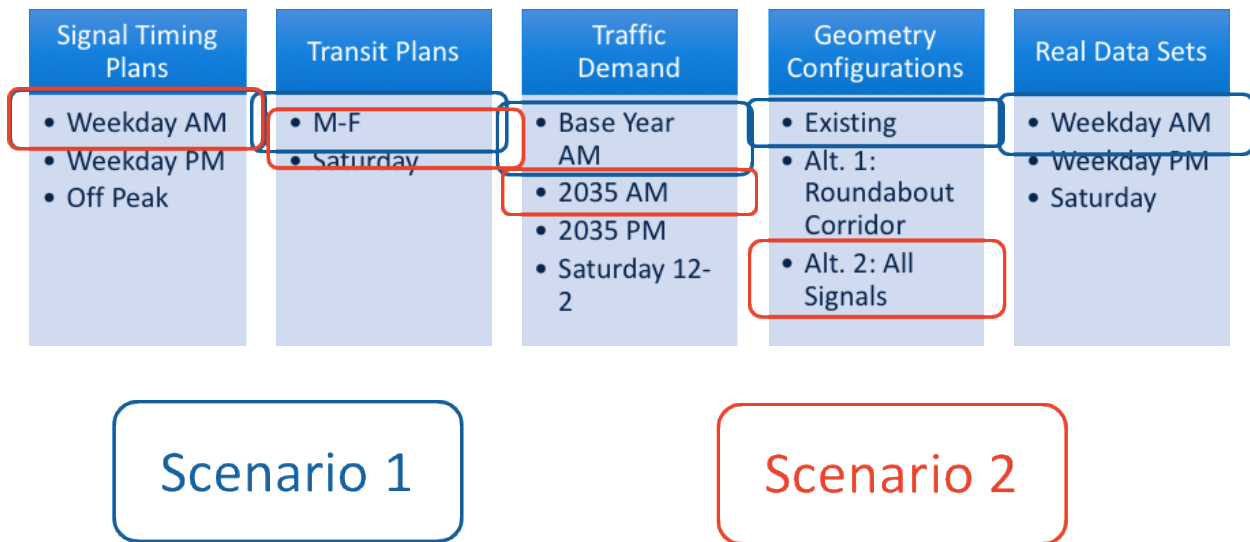 Signal Timing
Plans
• Weekday AM
• Weekday PM
• Off Peak
Transit Plans
• M-F
• Saturday
Traffic
Demand
• Base Year
AM
• 2035 AM
• 2035 PM
• Saturday 12-
2
Geometry
Configurations
• Existing
• Alt. 1:
Roundabout
Corridor
• Alt. 2: All
Signals
Real Data Sets
• Weekday AM
• Weekday PM
• Saturday
Scenario 1
Scenario 2